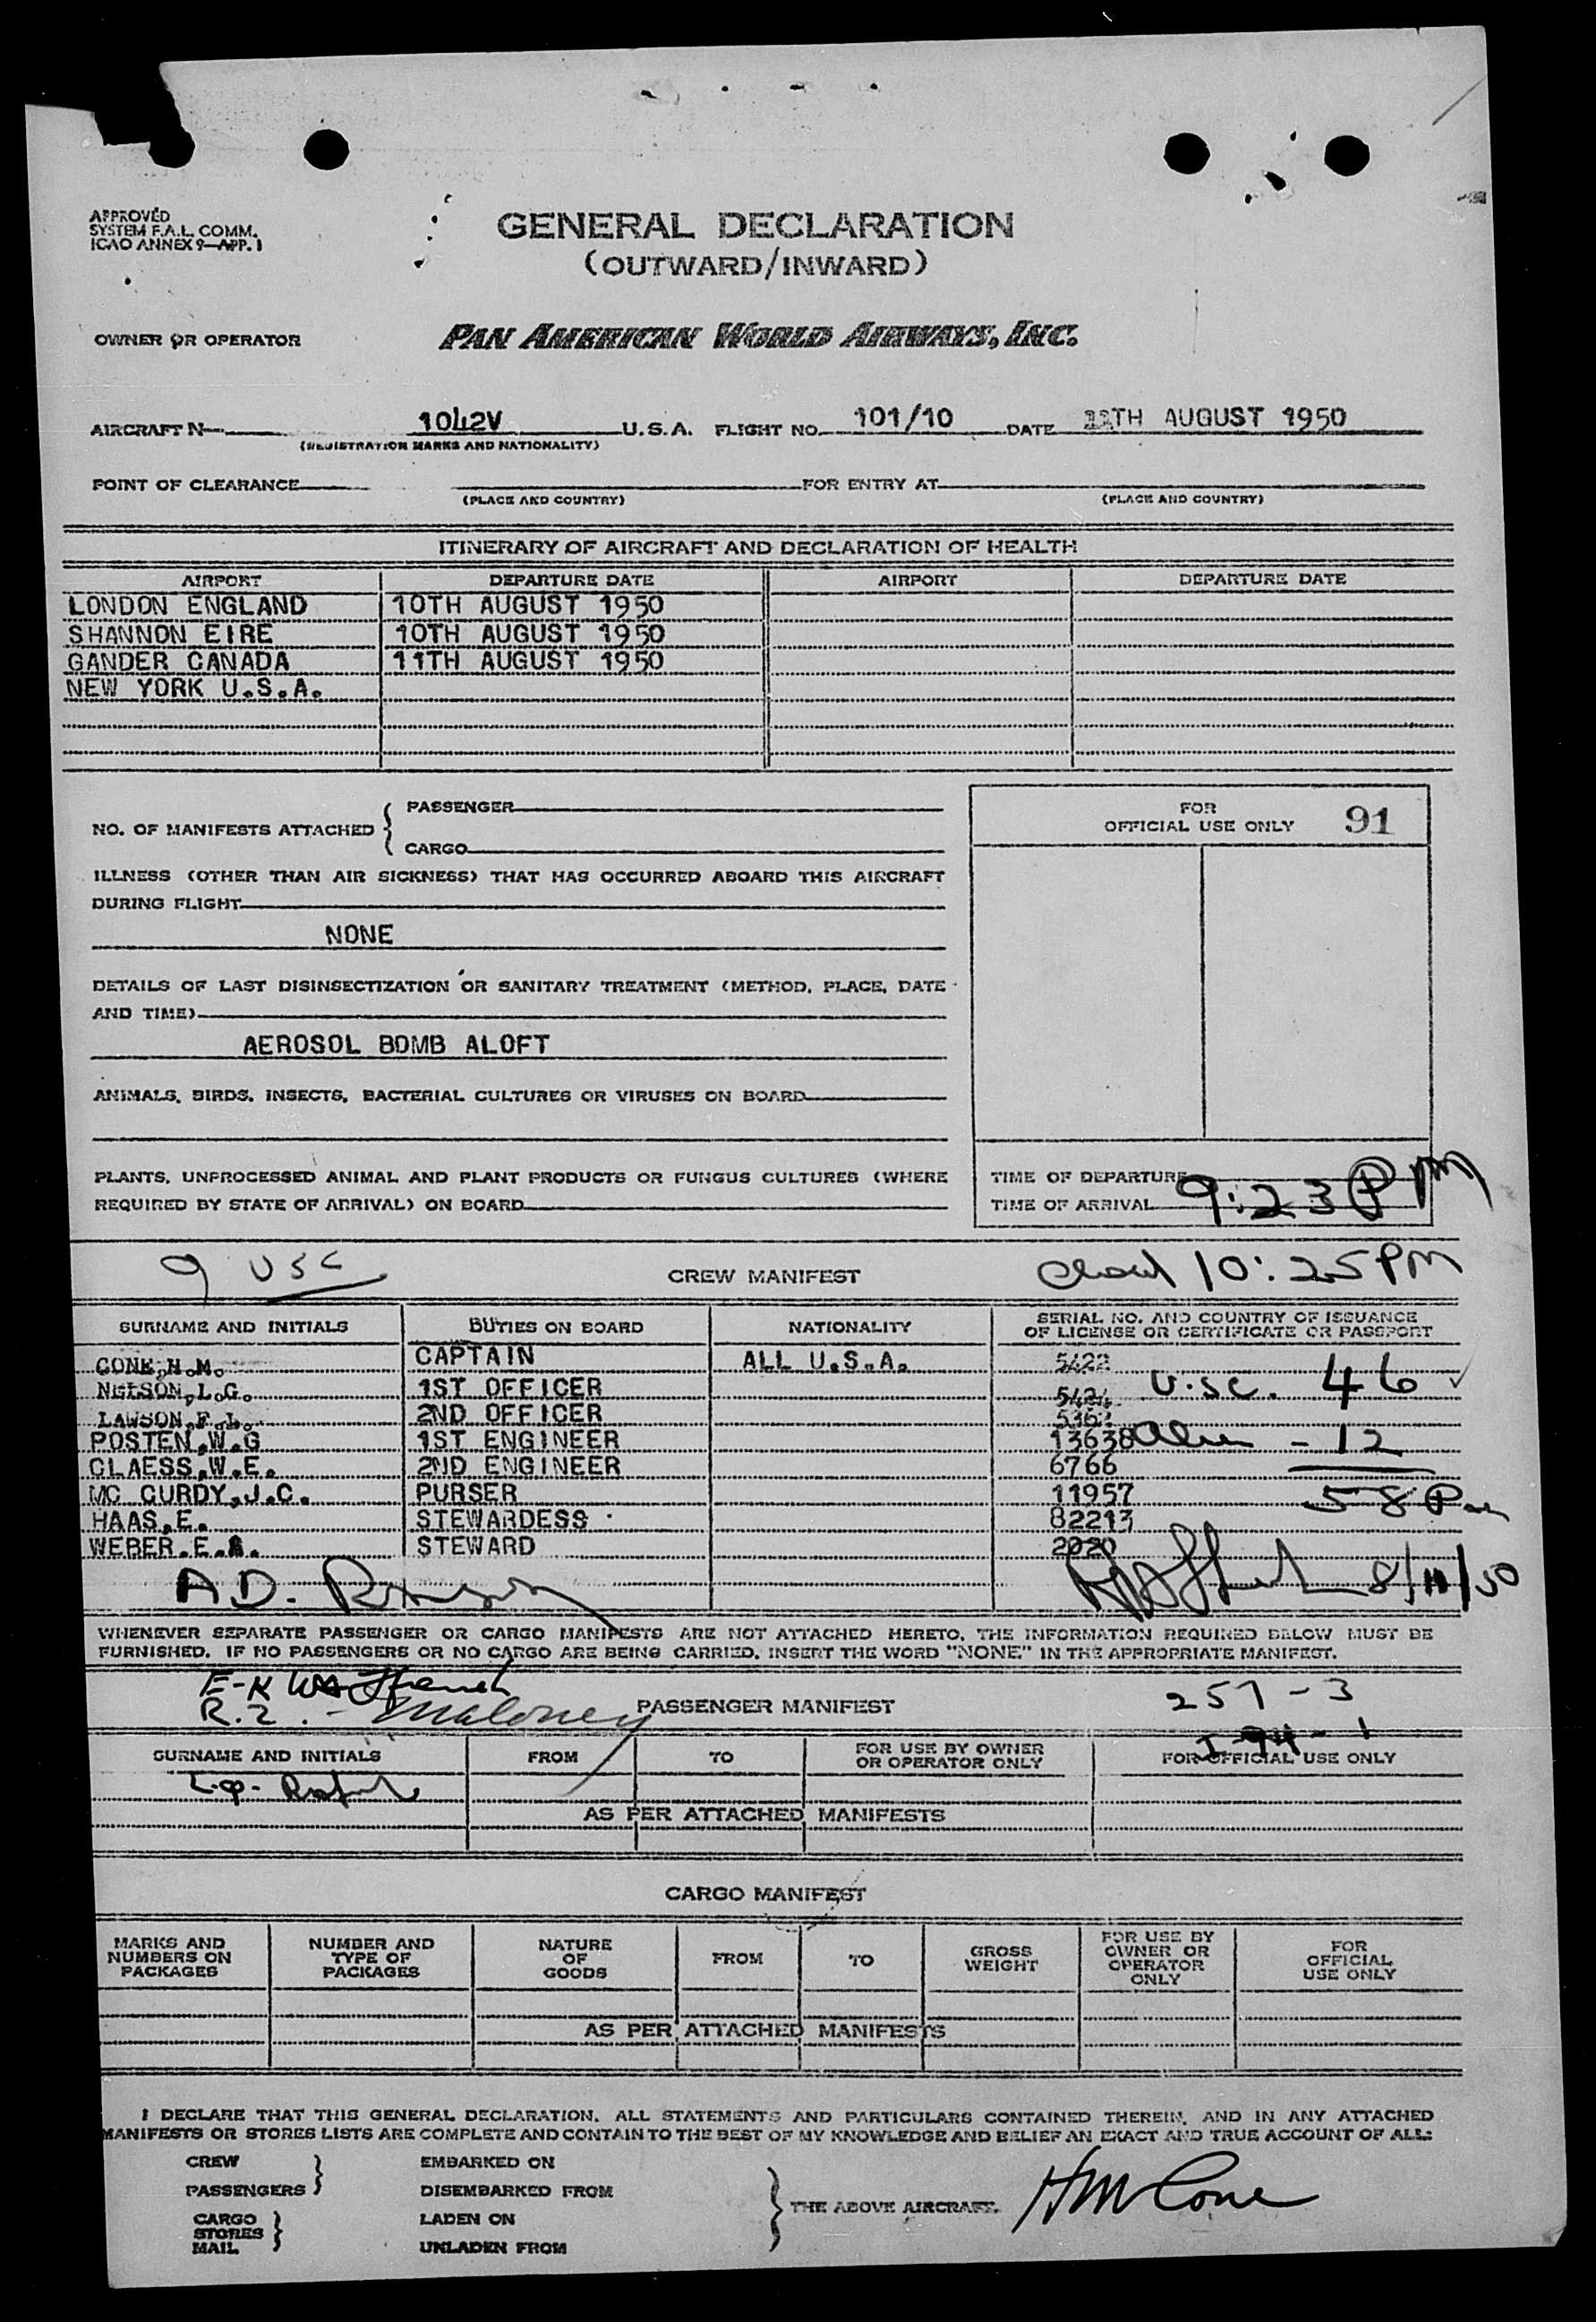 APPROVED
SYSTEM F.A.L. COMM.
ICAO ANNEX 9—APP. 1
GENERAL DECLARATION
(OUTWARD/INWARD)
OWNER OR OPERATOR PAN AMERICAN WORLD AIRWAYS, INC.
AIRCRAFT N— 1042V U.S.A. FLIGHT NO. 101/10 DATE 11TH AUGUST 1950
(REGISTRATION MARKS AND NATIONALITY)
POINT OF CLEARANCE FOR ENTRY AT
(PLACE AND COUNTRY) (PLACE AND COUNTRY)
ITINERARY OF AIRCRAFT AND DECLARATION OF HEALTH
AIRPORT DEPARTURE DATE AIRPORT DEPARTURE DATE
LONDON ENGLAND 10TH AUGUST 1950
SHANNON EIRE 10TH AUGUST 1950
GANDER CANADA 11TH AUGUST 1950
NEW YORK U.S.A.
NO. OF MANIFESTS ATTACHED
PASSENGER
CARGO
FOR
OFFICIAL USE ONLY 91
ILLNESS (OTHER THAN AIR SICKNESS) THAT HAS OCCURRED ABOARD THIS AIRCRAFT
DURING FLIGHT
NONE
DETAILS OF LAST DISINSECTIZATION OR SANITARY TREATMENT (METHOD, PLACE, DATE
AND TIME)
AEROSOL BOMB ALOFT
ANIMALS, BIRDS, INSECTS, BACTERIAL CULTURES OR VIRUSES ON BOARD
PLANTS, UNPROCESSED ANIMAL AND PLANT PRODUCTS OR FUNGUS CULTURES (WHERE
REQUIRED BY STATE OF ARRIVAL) ON BOARD
TIME OF DEPARTURE
TIME OF ARRIVAL 9:23 PM
9 USC CREW MANIFEST 10:25 PM
SURNAME AND INITIALS DUTIES ON BOARD NATIONALITY SERIAL NO. AND COUNTRY OF ISSUANCE
OF LICENSE OR CERTIFICATE OR PASSPORT
CONE,H.M. CAPTAIN ALL U.S.A. 5422
NELSON,L.G. 1ST OFFICER 5424 U.SC. 46
LAWSON,F.L. 2ND OFFICER 5362
POSTEN,W.G 1ST ENGINEER 13638 - 12
CLAESS,W.E. 2ND ENGINEER 6766
MC CURDY,J.C. PURSER 11957 58
HAAS,E. STEWARDESS 82213
WEBER.E.R. STEWARD 2020
A D. 8/11/50
WHENEVER SEPARATE PASSENGER OR CARGO MANIFESTS ARE NOT ATTACHED HERETO, THE INFORMATION REQUIRED BELOW MUST BE
FURNISHED. IF NO PASSENGERS OR NO CARGO ARE BEING CARRIED, INSERT THE WORD "NONE" IN THE APPROPRIATE MANIFEST.
R.2. - Maloney PASSENGER MANIFEST 257 - 3
I-94 - 1
SURNAME AND INITIALS FROM TO FOR USE BY OWNER
OR OPERATOR ONLY FOR OFFICIAL USE ONLY
AS PER ATTACHED MANIFESTS
CARGO MANIFEST
MARKS AND
NUMBERS ON
PACKAGES
NUMBER AND
TYPE OF
PACKAGES
NATURE
OF
GOODS
FROM
TO
GROSS
WEIGHT
FOR USE BY
OWNER OR
OPERATOR
ONLY
FOR
OFFICIAL
USE ONLY
AS PER ATTACHED MANIFESTS
I DECLARE THAT THIS GENERAL DECLARATION, ALL STATEMENTS AND PARTICULARS CONTAINED THEREIN, AND IN ANY ATTACHED
MANIFESTS OR STORES LISTS ARE COMPLETE AND CONTAIN TO THE BEST OF MY KNOWLEDGE AND BELIEF AN EXACT AND TRUE ACCOUNT OF ALL:
CREW EMBARKED ON
PASSENGERS DISEMBARKED FROM
THE ABOVE AIRCRAFT. HM Cone
CARGO LADEN ON
STORES
MAIL UNLADEN FROM